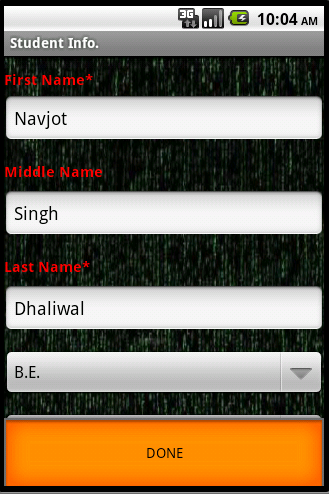 3G 10:04 AM
Student Info.
First Name*
Navjot
Middle Name
Singh
Last Name*
Dhaliwal
B.E.
DONE